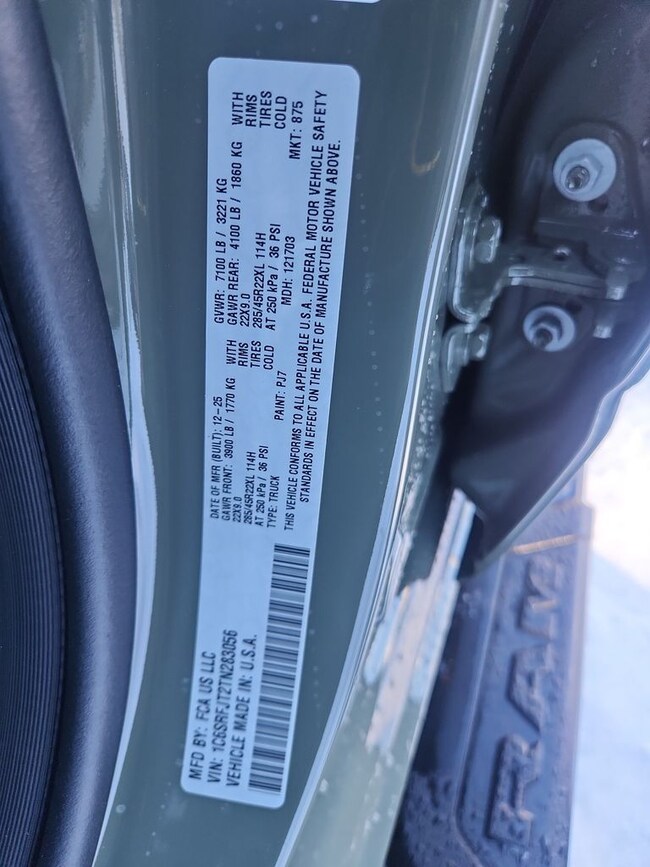 MFD BY: FCA US LLC
VIN: 1C6SRFJT2TN283056
VEHICLE MADE IN: U.S.A.
DATE OF MFR (BUILT): 12-25
GAWR FRONT: 3900 LB / 1770 KG WITH
22X9.0 RIMS
285/45R22XL 114H TIRES
AT 250 kPa / 36 PSI COLD
TYPE: TRUCK PAINT: PJ7
GVWR: 7100 LB / 3221 KG
GAWR REAR: 4100 LB / 1860 KG WITH
22X9.0 RIMS
285/45R22XL 114H TIRES
AT 250 kPa / 36 PSI COLD
MDH: 121703 MKT: 875
THIS VEHICLE CONFORMS TO ALL APPLICABLE U.S.A. FEDERAL MOTOR VEHICLE SAFETY
STANDARDS IN EFFECT ON THE DATE OF MANUFACTURE SHOWN ABOVE.
RAM